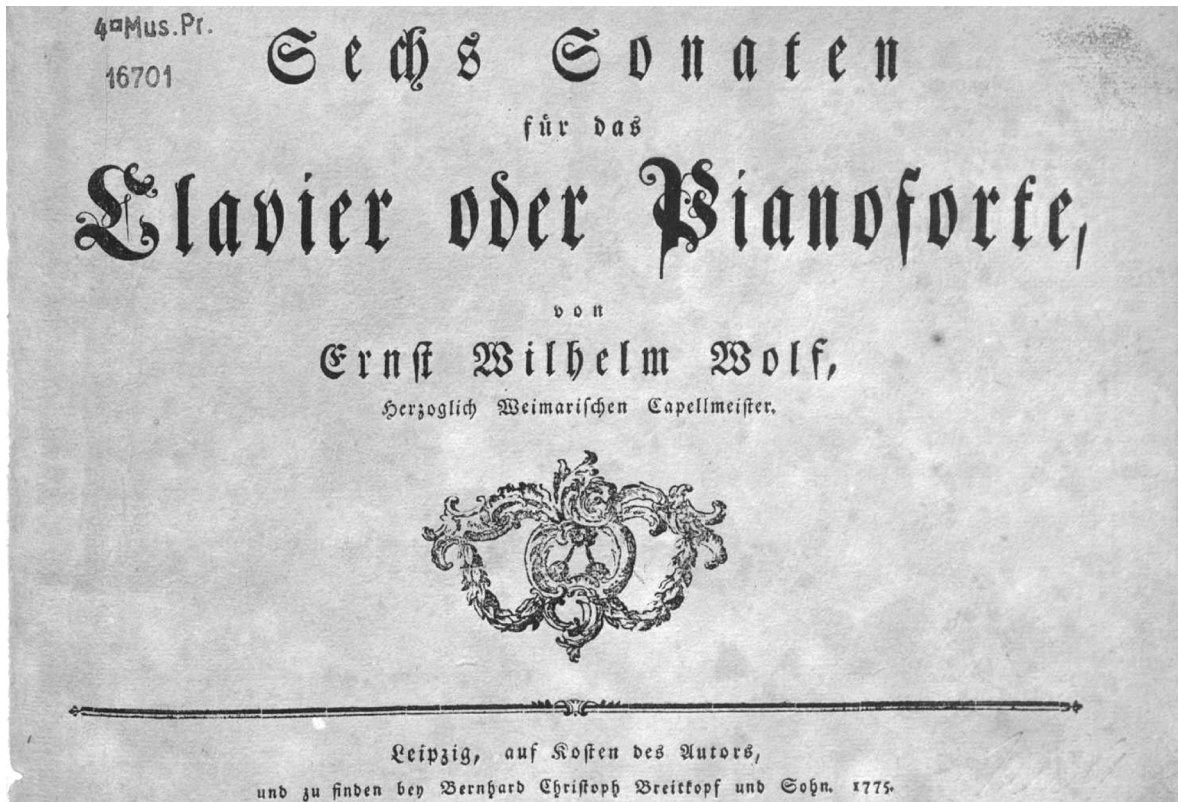 4¤Mus.Pr.
16701
Sechs Sonaten
für das
Clavier oder Pianoforte,
von
Ernst Wilhelm Wolf,
Herzoglich Weimarischen Capellmeister.
Leipzig, auf Kosten des Autors,
und zu finden bey Bernhard Christoph Breitkopf und Sohn. 1775.